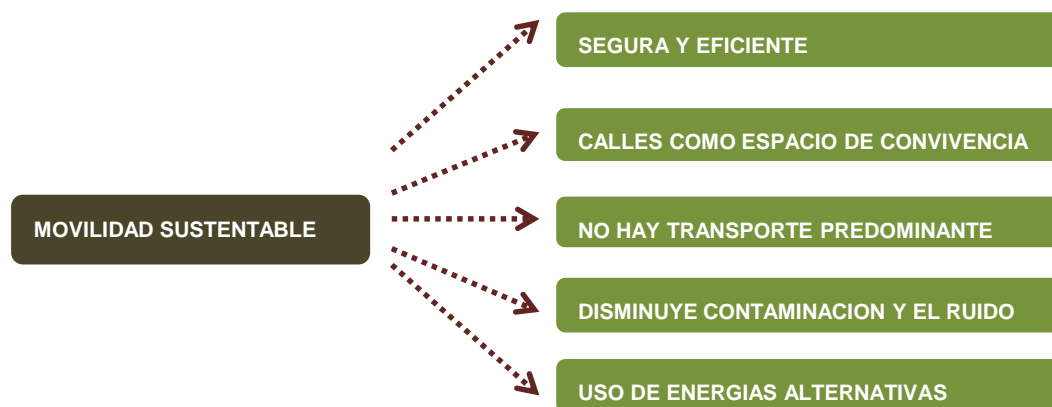 SEGURA Y EFICIENTE
CALLES COMO ESPACIO DE CONVIVENCIA
MOVILIDAD SUSTENTABLE
NO HAY TRANSPORTE PREDOMINANTE
DISMINUYE CONTAMINACION Y EL RUIDO
USO DE ENERGIAS ALTERNATIVAS